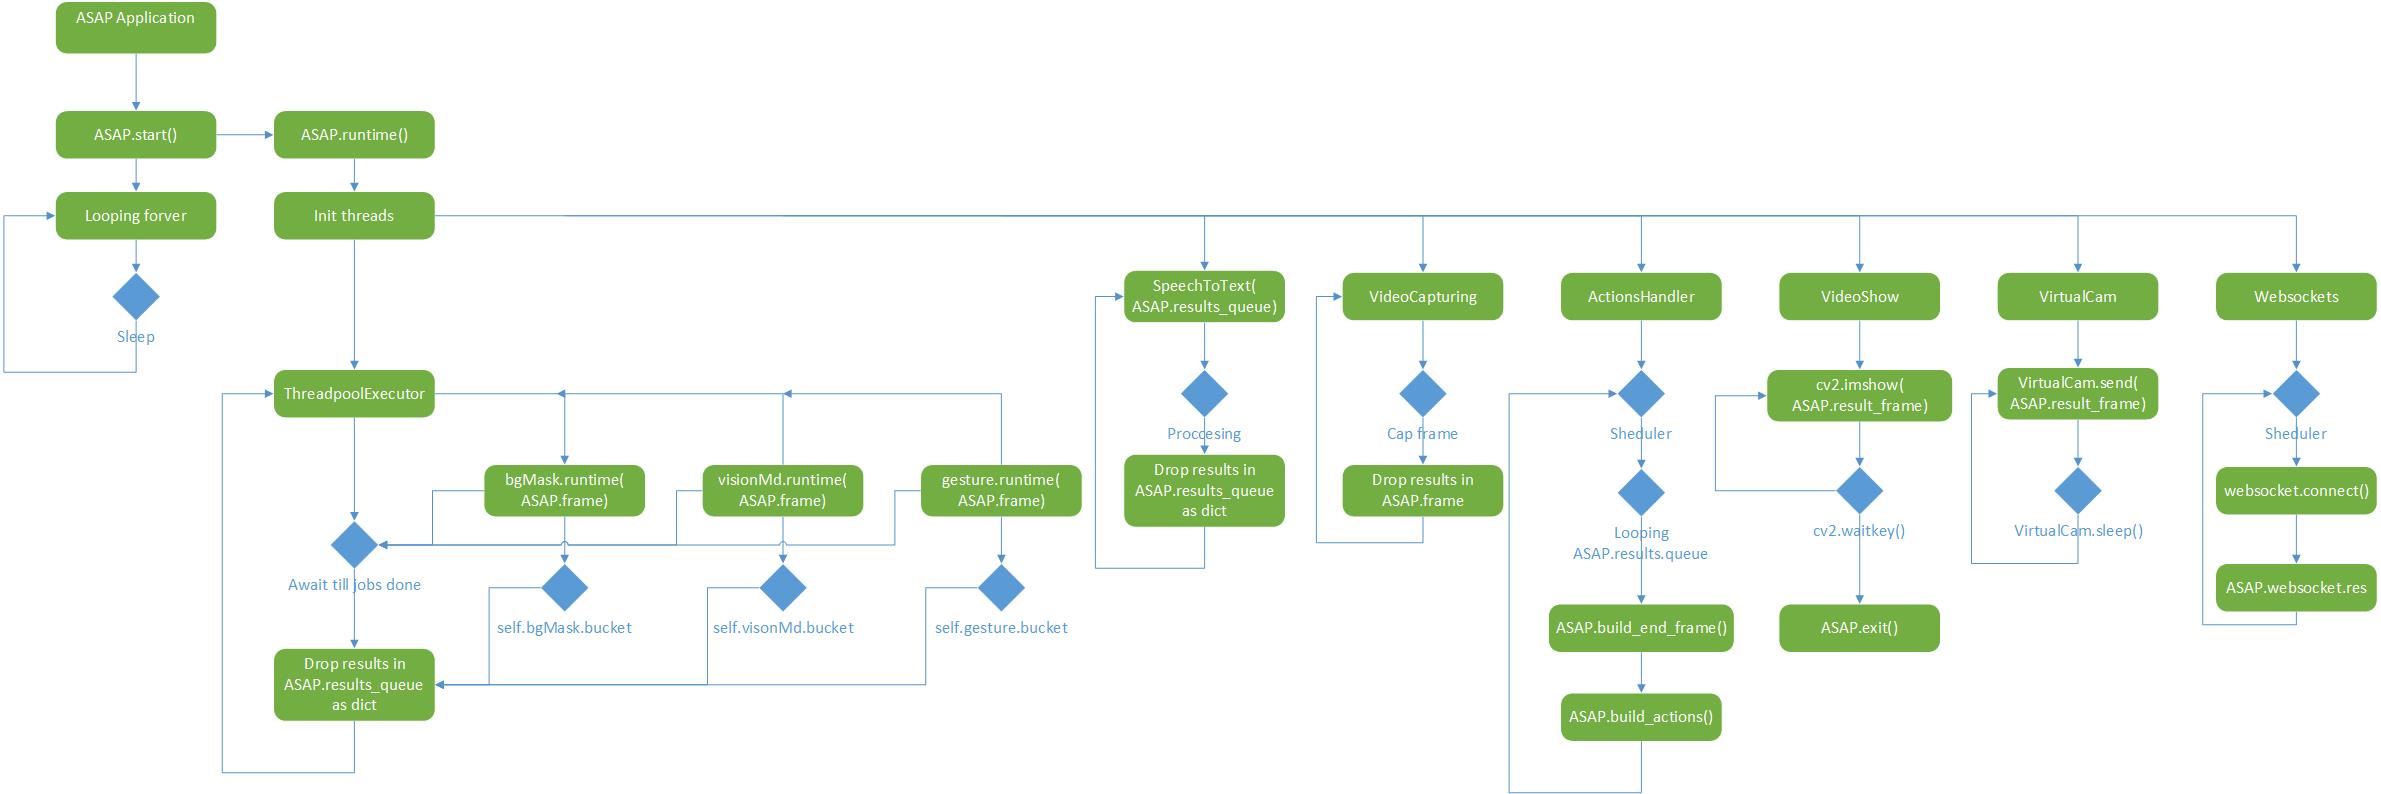 ASAP Application
ASAP.start()
ASAP.runtime()
Looping forver
Init threads
Sleep
ThreadpoolExecutor
bgMask.runtime(
ASAP.frame)
visionMd.runtime(
ASAP.frame)
gesture.runtime(
ASAP.frame)
Await till jobs done
self.bgMask.bucket
self.visonMd.bucket
self.gesture.bucket
Drop results in
ASAP.results_queue
as dict
SpeechToText(
ASAP.results_queue)
Proccesing
Drop results in
ASAP.results_queue
as dict
VideoCapturing
Cap frame
Drop results in
ASAP.frame
ActionsHandler
Sheduler
Looping
ASAP.results.queue
ASAP.build_end_frame()
ASAP.build_actions()
VideoShow
cv2.imshow(
ASAP.result_frame)
cv2.waitkey()
ASAP.exit()
VirtualCam
VirtualCam.send(
ASAP.result_frame)
VirtualCam.sleep()
Websockets
Sheduler
websocket.connect()
ASAP.websocket.res